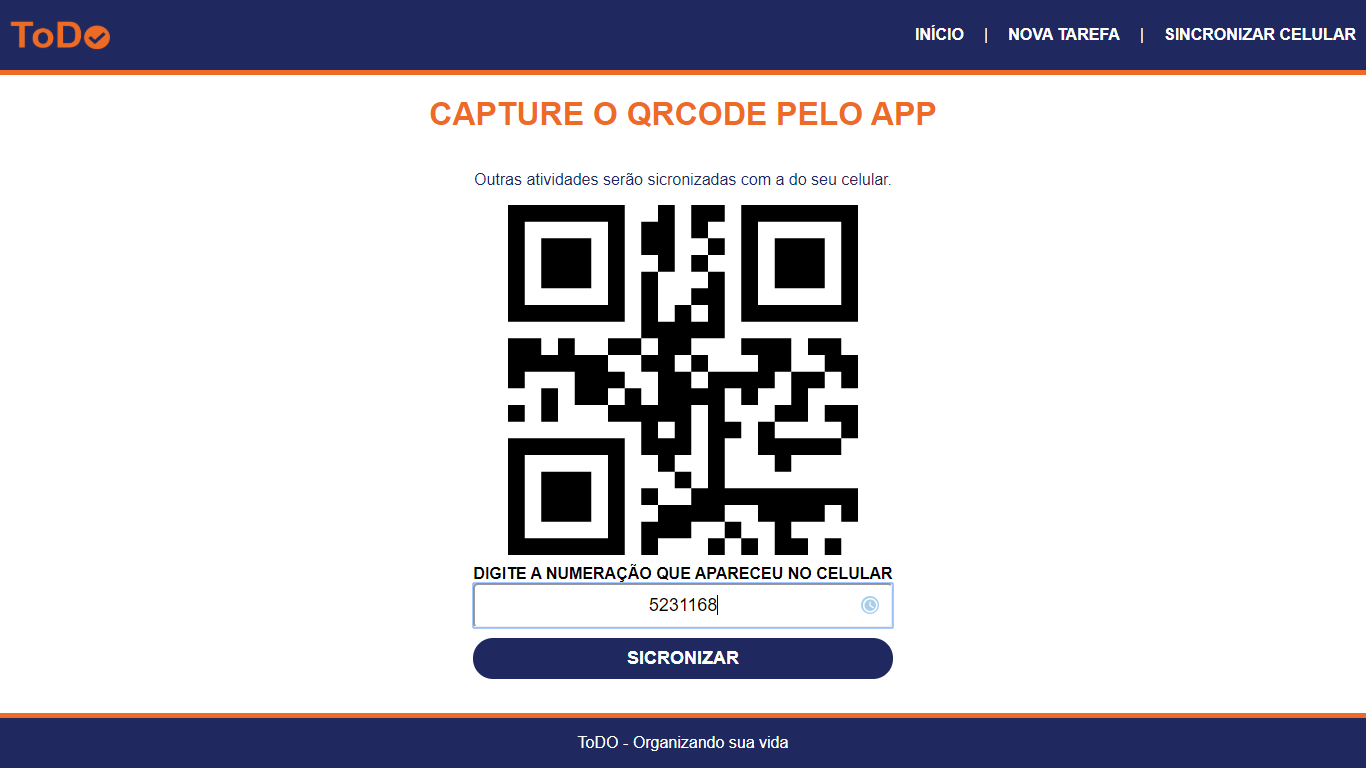 ToDo
INÍCIO | NOVA TAREFA | SINCRONIZAR CELULAR
CAPTURE O QRCODE PELO APP
Outras atividades serão sicronizadas com a do seu celular.
DIGITE A NUMERAÇÃO QUE APARECEU NO CELULAR
5231168
SICRONIZAR
ToDO - Organizando sua vida